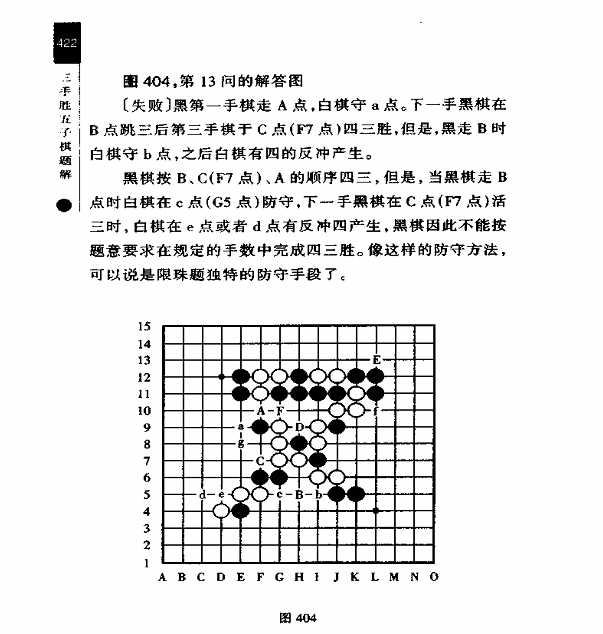 422
三手胜五子棋题解
图 404,第 13 问的解答图
〔失败〕黑第一手棋走 A 点,白棋守 a 点。下一手黑棋在
B 点跳三后第三手棋于 C 点(F7 点)四三胜,但是,黑走 B 时
白棋守 b 点,之后白棋有四的反冲产生。
黑棋按 B、C(F7 点)、A 的顺序四三,但是,当黑棋走 B
点时白棋在 c 点(G5 点)防守,下一手黑棋在 C 点(F7 点)活
三时,白棋在 e 点或者 d 点有反冲四产生,黑棋因此不能按
题意要求在规定的手数中完成四三胜。像这样的防守方法,
可以说是限珠题独特的防守手段了。
15
14
13 E
12
11
10 A F f
9 a D
8 g
7 C
6
5 d e c B b
4
3
2
1
A B C D E F G H I J K L M N O
图 404